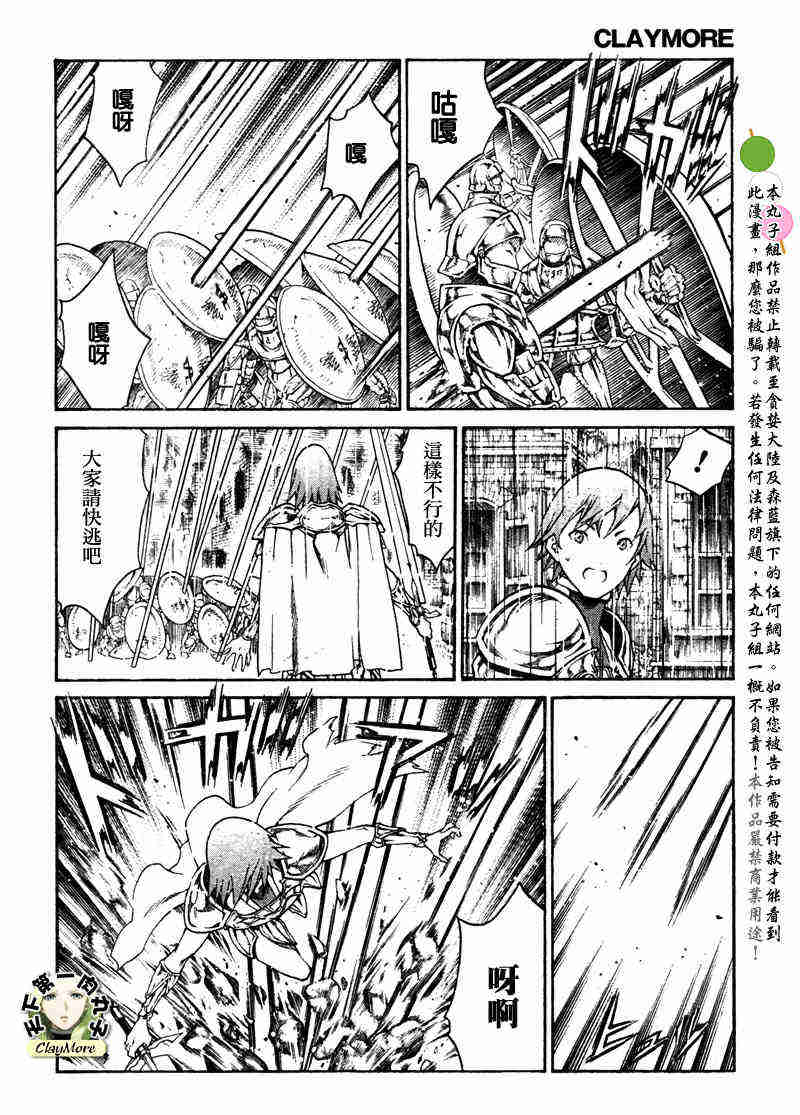 CLAYMORE
咕嘎
嘎
嘎呀
嘎呀
！
這樣不行的
大家請快逃吧
呀啊
本丸子組作品禁止轉載至貪婪大陸及森藍旗下的任何網站。如果您被告知需要付款才能看到
此漫畫，那麼您被騙了。若發生任何法律問題，本丸子組一概不負責！本作品嚴禁商業用途！
天下第一
ClayMore